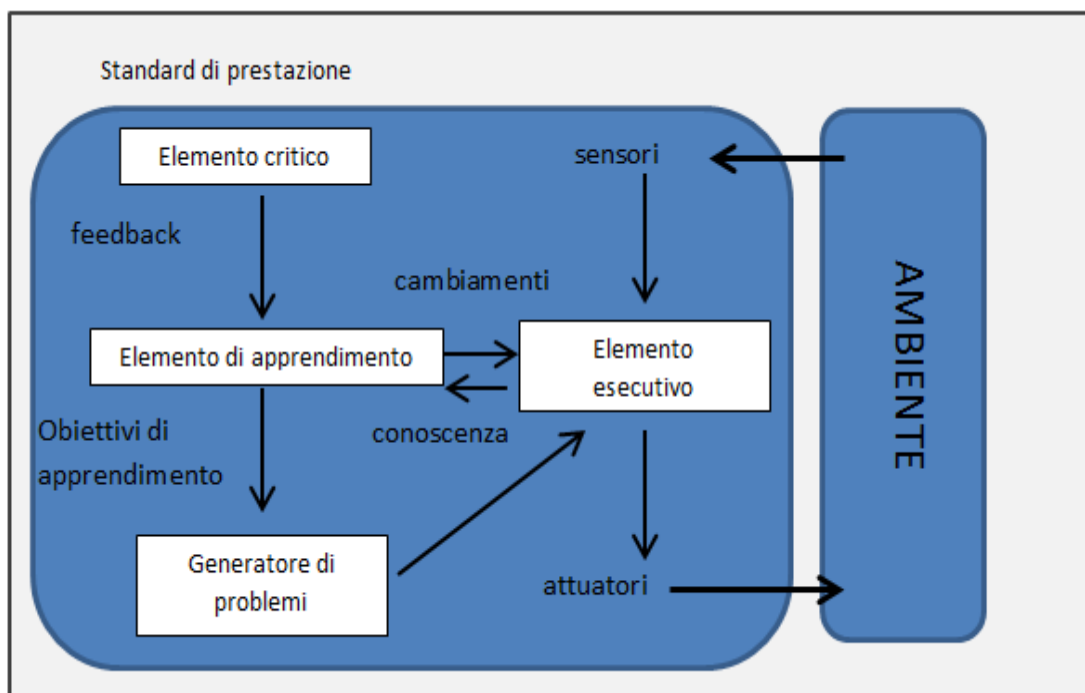 Standard di prestazione
Elemento critico
sensori
feedback
cambiamenti
Elemento di apprendimento
Elemento
esecutivo
Obiettivi di
apprendimento
conoscenza
Generatore di
problemi
attuatori
AMBIENTE